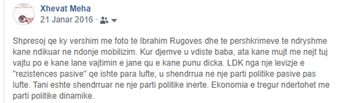 Xhevat Meha
21 Janar 2016
Shpresoj qe ky vershim me foto te Ibrahim Rugoves dhe te pershkrimeve te ndryshme
kane ndikuar ne ndonje mobilizim. Kur djemve u vdiste baba, ata kane mujt me nejt tuj
vajtu po e kane lane vajtimin e jane qu e kane punu dicka. LDK nga nje levizje e
"rezistences pasive" qe ishte para lufte, u shendrrua ne nje parti politike pasive pas
lufte. Tani eshte shendrruar ne nje parti politike inerte. Ekonomia e tregur ndertohet me
parti politike dinamike.